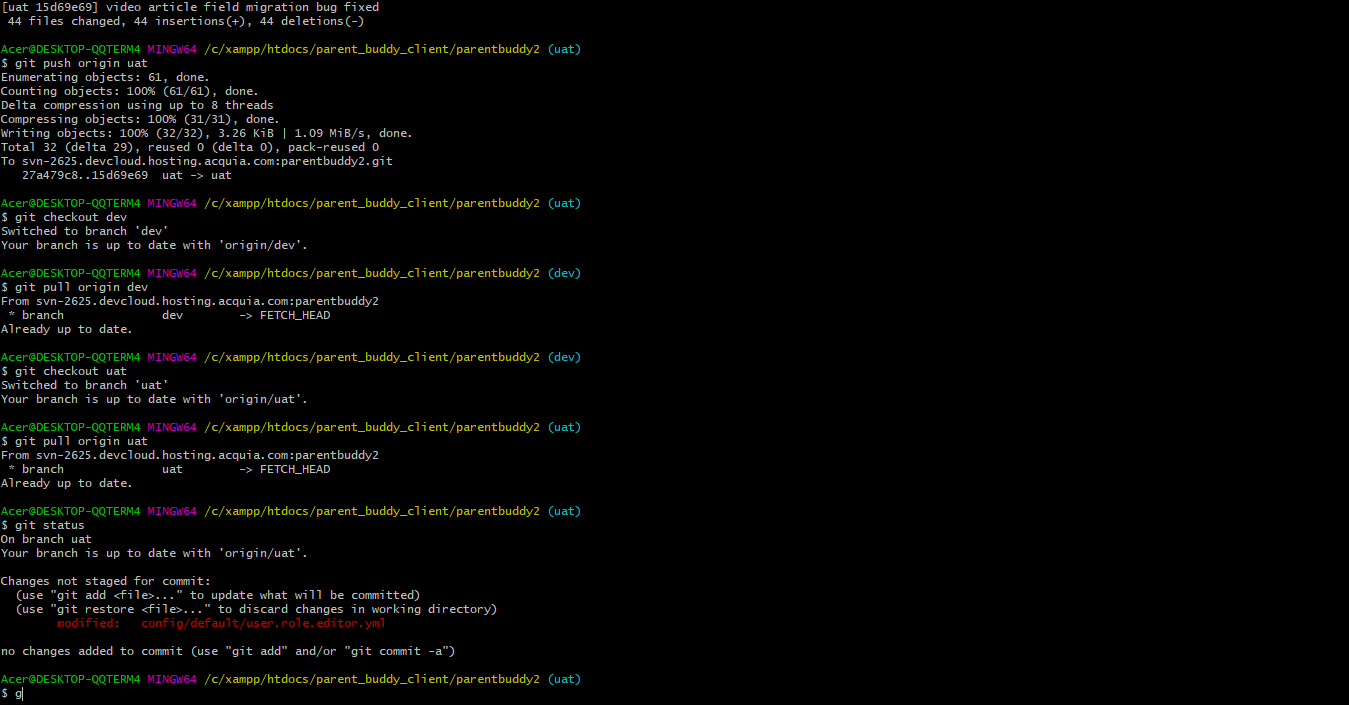 [uat 15d69e69] video article field migration bug fixed
 44 files changed, 44 insertions(+), 44 deletions(-)

Acer@DESKTOP-QQTERM4 MINGW64 /c/xampp/htdocs/parent_buddy_client/parentbuddy2 (uat)
$ git push origin uat
Enumerating objects: 61, done.
Counting objects: 100% (61/61), done.
Delta compression using up to 8 threads
Compressing objects: 100% (31/31), done.
Writing objects: 100% (32/32), 3.26 KiB | 1.09 MiB/s, done.
Total 32 (delta 29), reused 0 (delta 0), pack-reused 0
To svn-2625.devcloud.hosting.acquia.com:parentbuddy2.git
   27a479c8..15d69e69  uat -> uat

Acer@DESKTOP-QQTERM4 MINGW64 /c/xampp/htdocs/parent_buddy_client/parentbuddy2 (uat)
$ git checkout dev
Switched to branch 'dev'
Your branch is up to date with 'origin/dev'.

Acer@DESKTOP-QQTERM4 MINGW64 /c/xampp/htdocs/parent_buddy_client/parentbuddy2 (dev)
$ git pull origin dev
From svn-2625.devcloud.hosting.acquia.com:parentbuddy2
 * branch              dev        -> FETCH_HEAD
Already up to date.

Acer@DESKTOP-QQTERM4 MINGW64 /c/xampp/htdocs/parent_buddy_client/parentbuddy2 (dev)
$ git checkout uat
Switched to branch 'uat'
Your branch is up to date with 'origin/uat'.

Acer@DESKTOP-QQTERM4 MINGW64 /c/xampp/htdocs/parent_buddy_client/parentbuddy2 (uat)
$ git pull origin uat
From svn-2625.devcloud.hosting.acquia.com:parentbuddy2
 * branch              uat        -> FETCH_HEAD
Already up to date.

Acer@DESKTOP-QQTERM4 MINGW64 /c/xampp/htdocs/parent_buddy_client/parentbuddy2 (uat)
$ git status
On branch uat
Your branch is up to date with 'origin/uat'.

Changes not staged for commit:
  (use "git add <file>..." to update what will be committed)
  (use "git restore <file>..." to discard changes in working directory)
        modified:   config/default/user.role.editor.yml

no changes added to commit (use "git add" and/or "git commit -a")

Acer@DESKTOP-QQTERM4 MINGW64 /c/xampp/htdocs/parent_buddy_client/parentbuddy2 (uat)
$ g